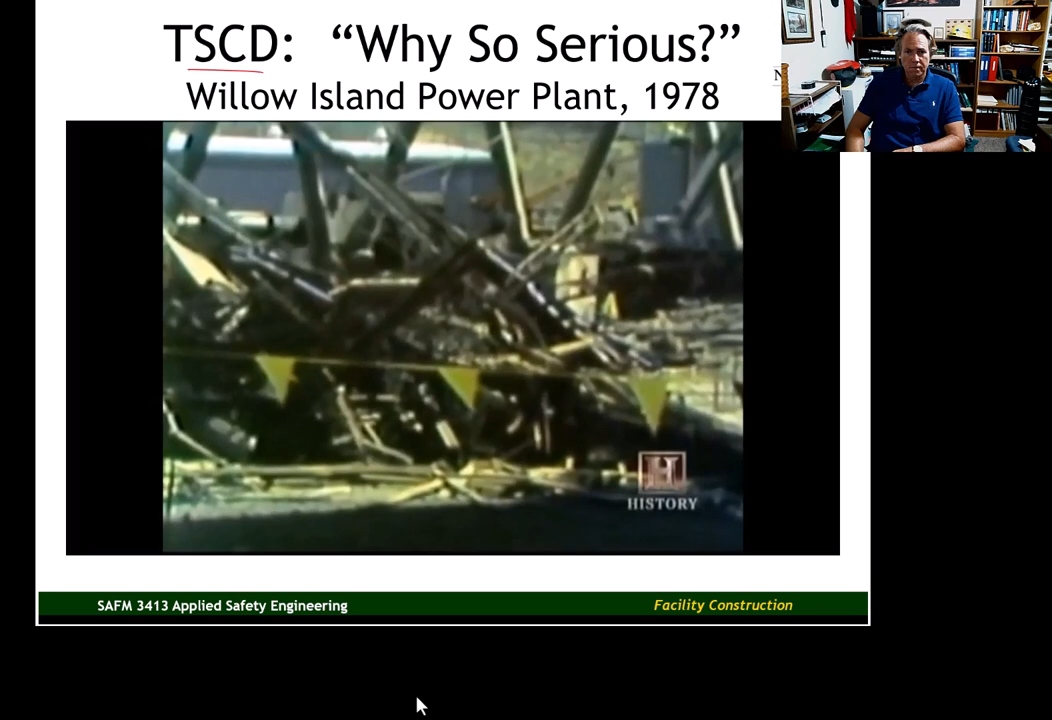 TSCD: “Why So Serious?”
Willow Island Power Plant, 1978
N
H
HISTORY
SAFM 3413 Applied Safety Engineering
Facility Construction